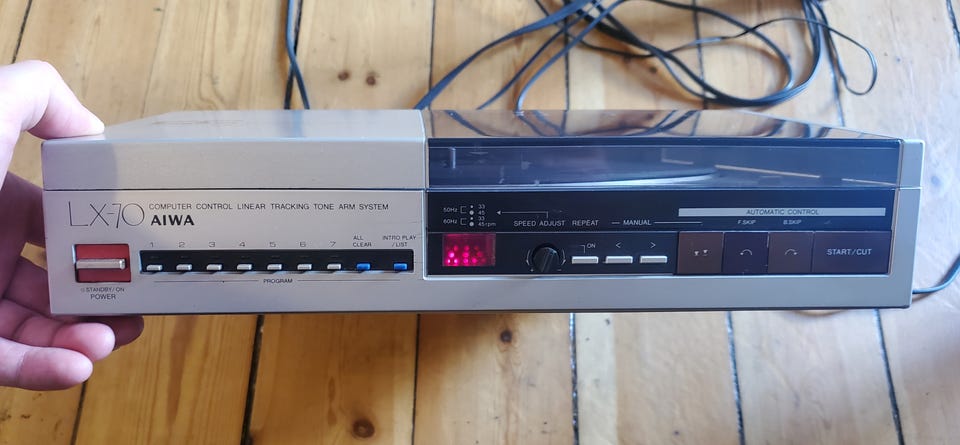 LX-70 COMPUTER CONTROL LINEAR TRACKING TONE ARM SYSTEM
AIWA
STANDBY/ON
POWER
1 2 3 4 5 6 7 ALL CLEAR INTRO PLAY /LIST
PROGRAM
50Hz 33
45
60Hz 33
45rpm
SPEED ADJUST REPEAT MANUAL
ON < >
AUTOMATIC CONTROL
F.SKIP B.SKIP
START/CUT